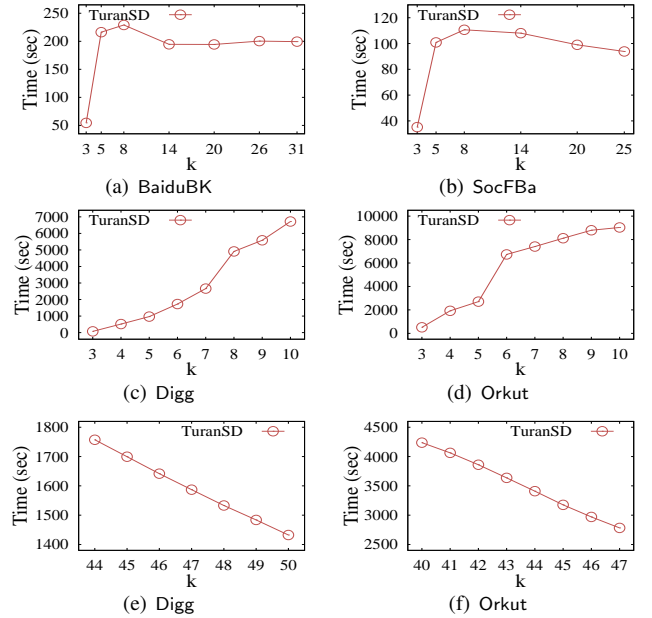 TuranSD
250
200
150
100
50
Time (sec)
3 5 8 14 20 26 31
k
(a) BaiduBK
TuranSD
120
100
80
60
40
Time (sec)
3 5 8 14 20 25
k
(b) SocFBa
TuranSD
7000
6000
5000
4000
3000
2000
1000
0
Time (sec)
3 4 5 6 7 8 9 10
k
(c) Digg
TuranSD
10000
8000
6000
4000
2000
0
Time (sec)
3 4 5 6 7 8 9 10
k
(d) Orkut
TuranSD
1800
1700
1600
1500
1400
Time (sec)
44 45 46 47 48 49 50
k
(e) Digg
TuranSD
4500
4000
3500
3000
2500
Time (sec)
40 41 42 43 44 45 46 47
k
(f) Orkut